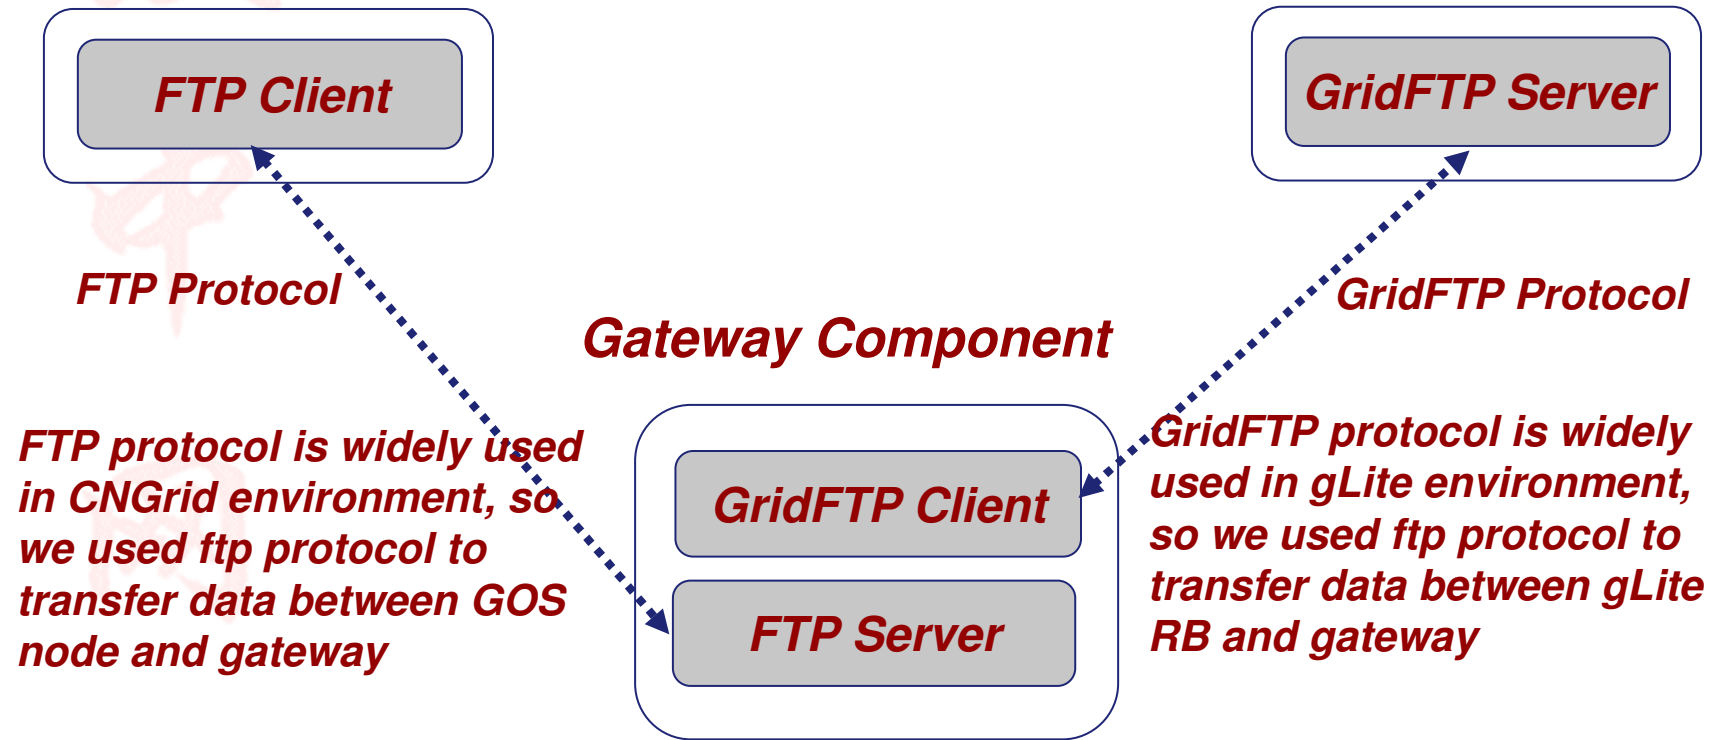 FTP Client
GridFTP Server
FTP Protocol
GridFTP Protocol
Gateway Component
FTP protocol is widely used
in CNGrid environment, so
we used ftp protocol to
transfer data between GOS
node and gateway
GridFTP Client
FTP Server
GridFTP protocol is widely
used in gLite environment,
so we used ftp protocol to
transfer data between gLite
RB and gateway